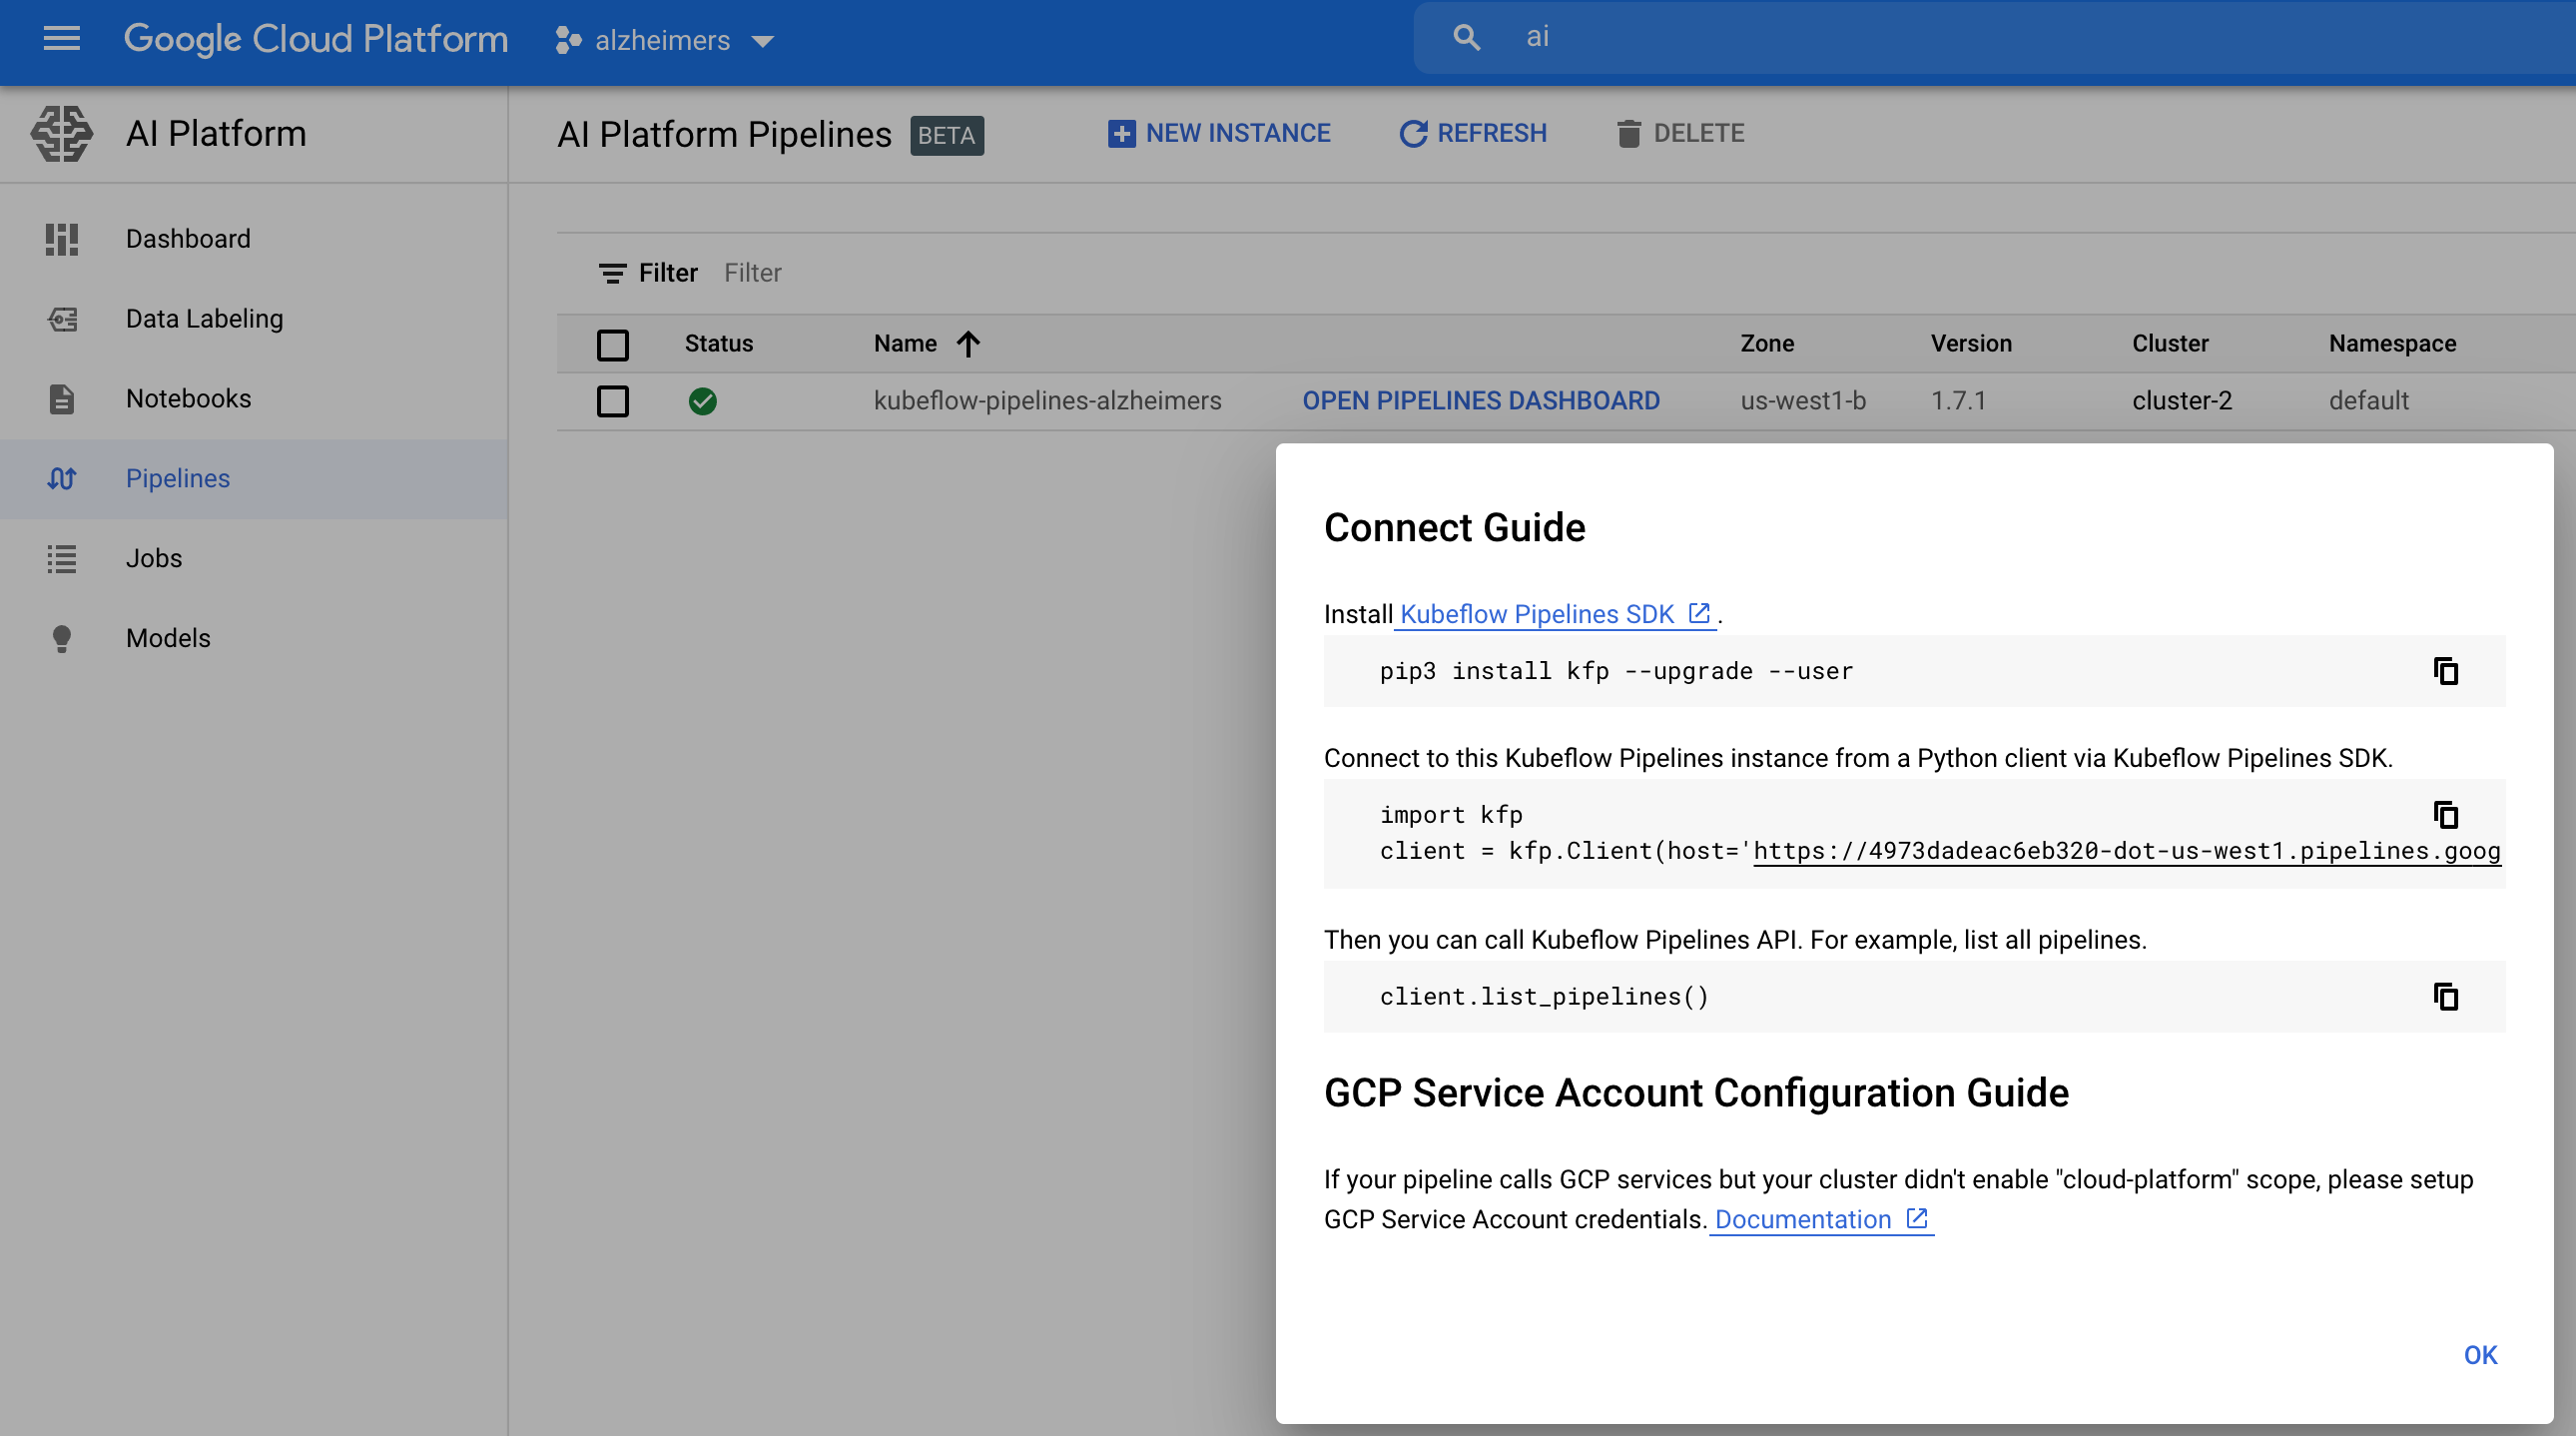 Google Cloud Platform alzheimers ai
AI Platform
AI Platform Pipelines BETA NEW INSTANCE REFRESH DELETE
Dashboard
Data Labeling
Notebooks
Pipelines
Jobs
Models
Filter Filter
Status Name Zone Version Cluster Namespace
kubeflow-pipelines-alzheimers OPEN PIPELINES DASHBOARD us-west1-b 1.7.1 cluster-2 default
Connect Guide
Install Kubeflow Pipelines SDK .
pip3 install kfp --upgrade --user
Connect to this Kubeflow Pipelines instance from a Python client via Kubeflow Pipelines SDK.
import kfp
client = kfp.Client(host='https://4973dadeac6eb320-dot-us-west1.pipelines.goog
Then you can call Kubeflow Pipelines API. For example, list all pipelines.
client.list_pipelines()
GCP Service Account Configuration Guide
If your pipeline calls GCP services but your cluster didn't enable "cloud-platform" scope, please setup
GCP Service Account credentials. Documentation
OK